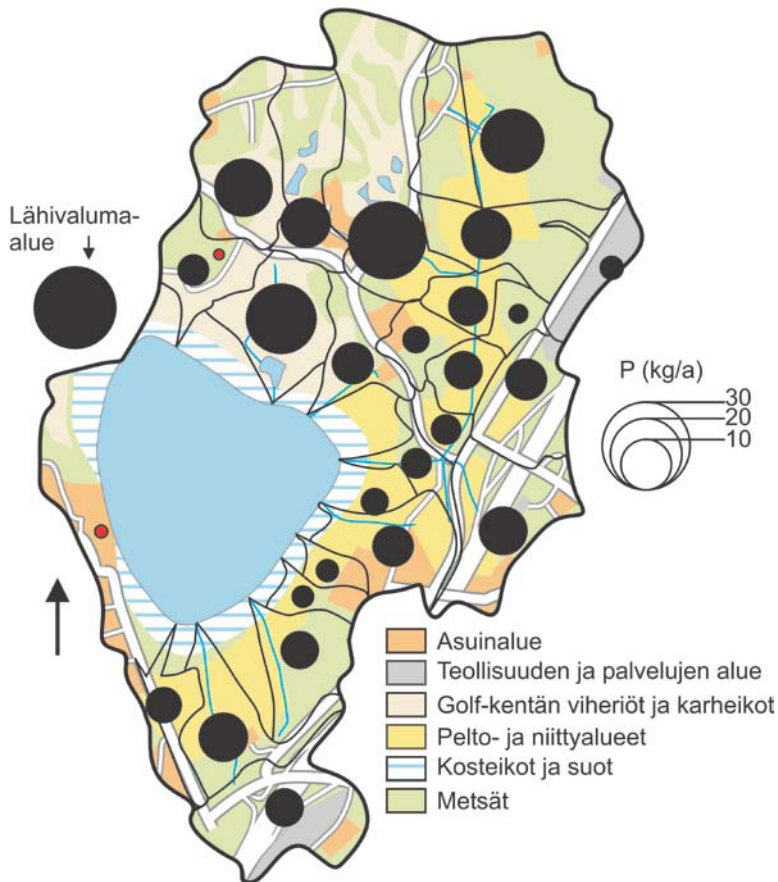 Lähivaluma-
alue
P (kg/a)
30
20
10
Asuinalue
Teollisuuden ja palvelujen alue
Golf-kentän viheriöt ja karheikot
Pelto- ja niittyalueet
Kosteikot ja suot
Metsät